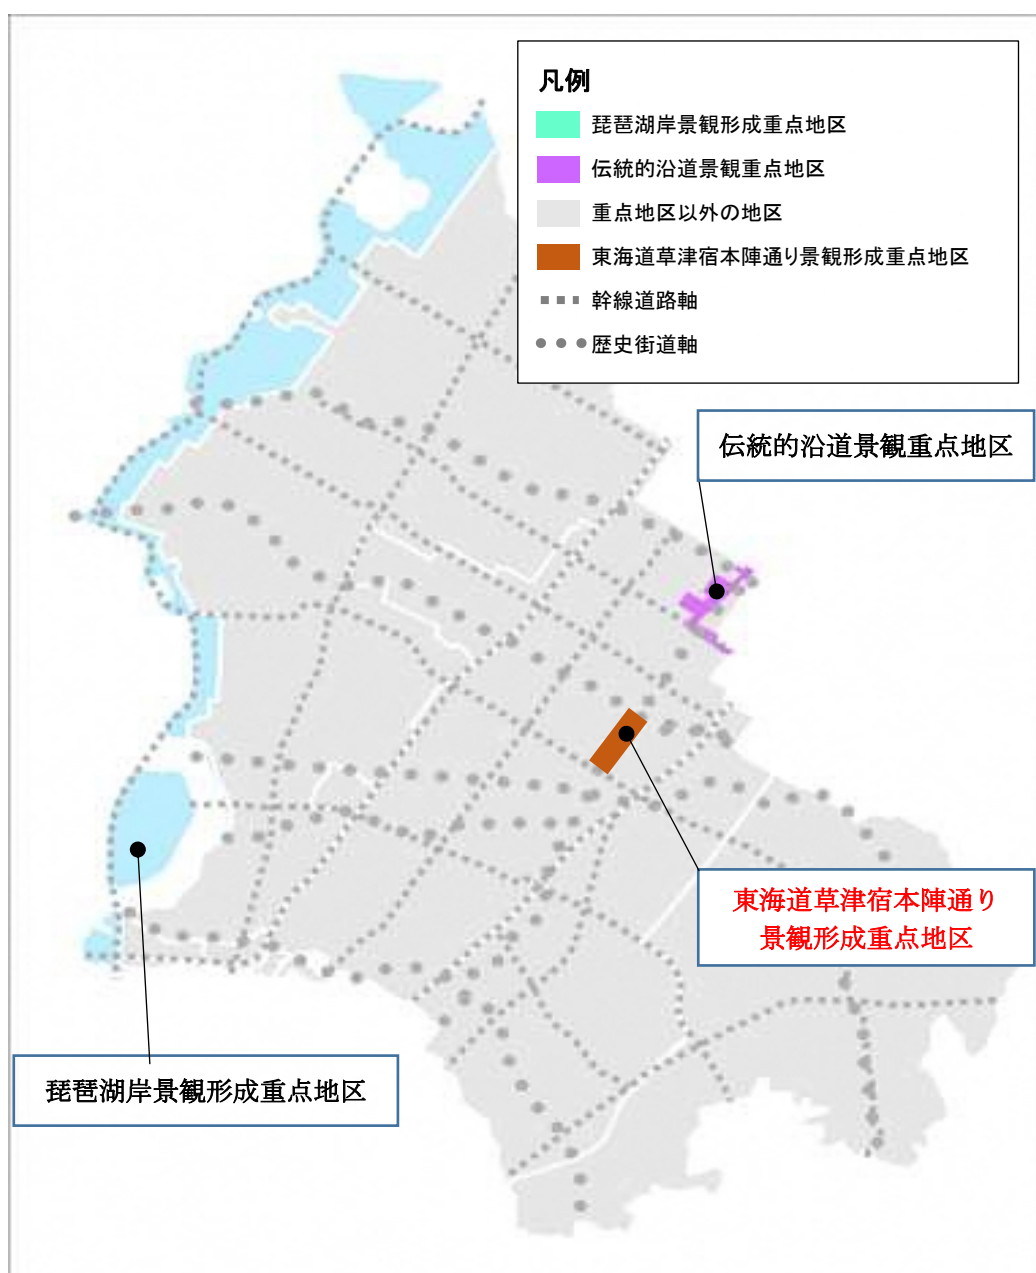 凡例
琵琶湖岸景観形成重点地区
伝統的沿道景観重点地区
重点地区以外の地区
東海道草津宿本陣通り景観形成重点地区
幹線道路軸
歴史街道軸
伝統的沿道景観重点地区
東海道草津宿本陣通り
景観形成重点地区
琵琶湖岸景観形成重点地区